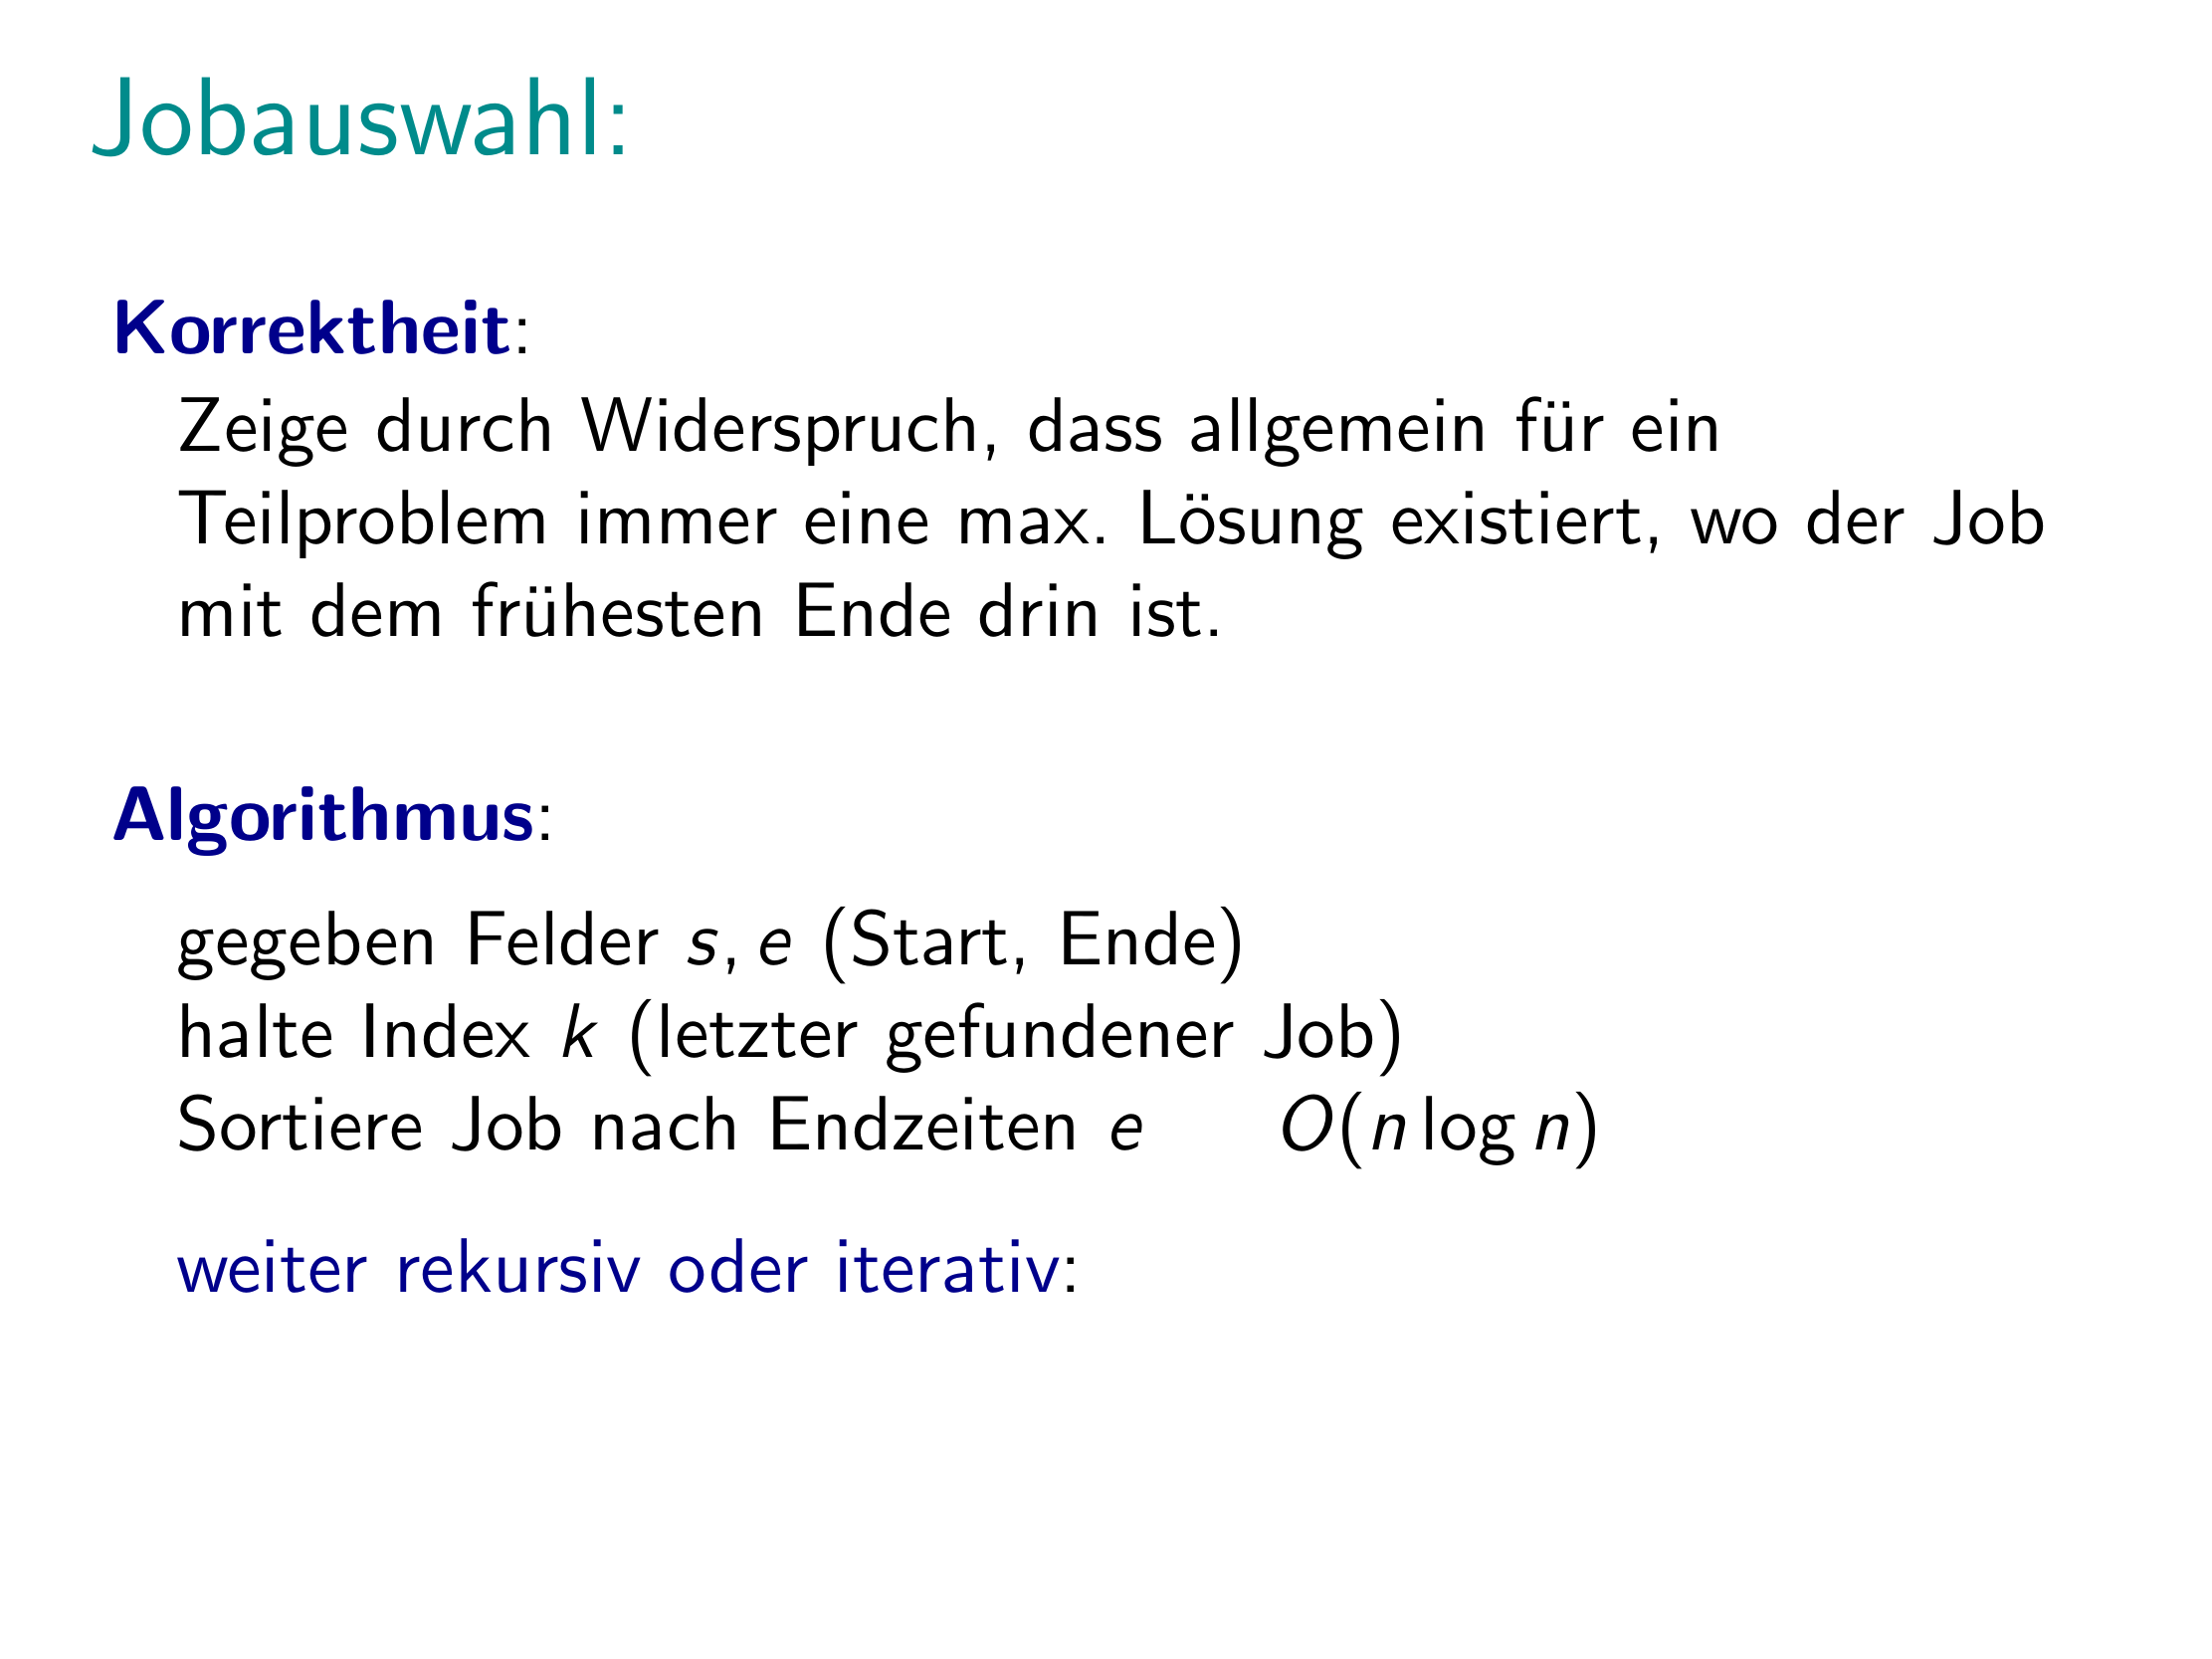 Jobauswahl:
Korrektheit:
Zeige durch Widerspruch, dass allgemein für ein
Teilproblem immer eine max. Lösung existiert, wo der Job
mit dem frühesten Ende drin ist.
Algorithmus:
gegeben Felder s, e (Start, Ende)
halte Index k (letzter gefundener Job)
Sortiere Job nach Endzeiten e O(n log n)
weiter rekursiv oder iterativ: